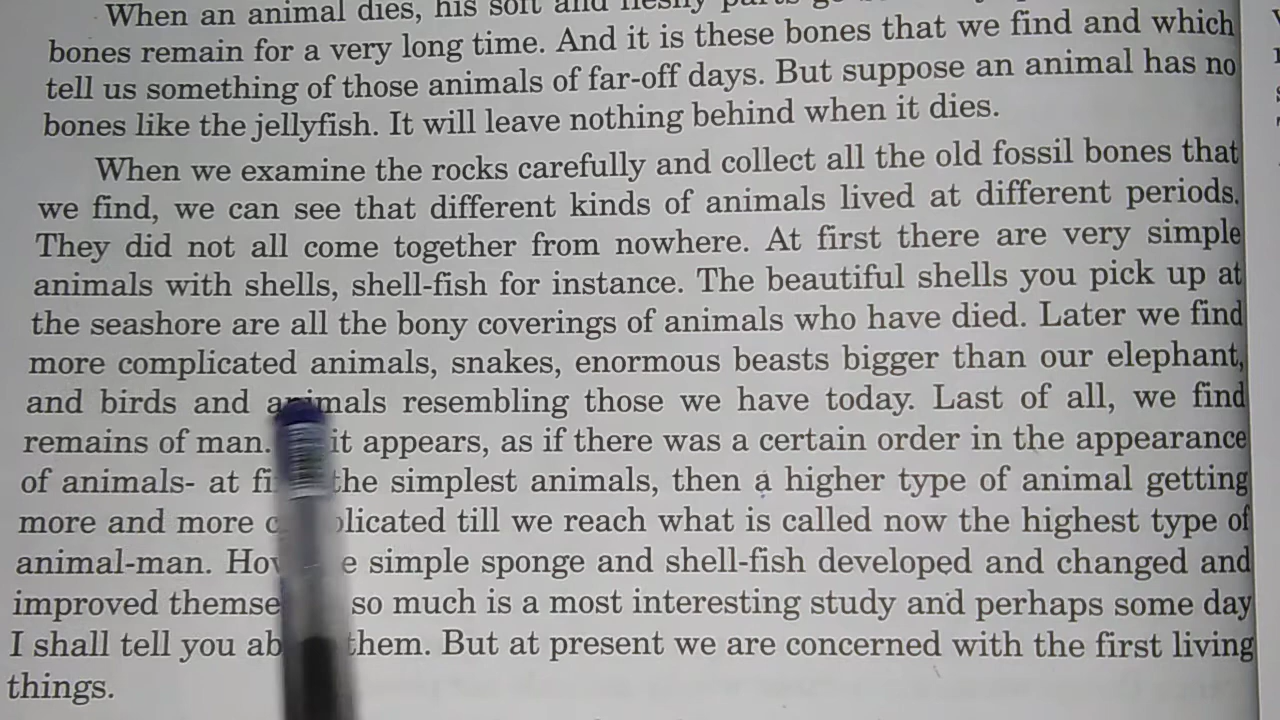 When an animal dies, his soft and fleshy parts go
bones remain for a very long time. And it is these bones that we find and which
tell us something of those animals of far-off days. But suppose an animal has no
bones like the jellyfish. It will leave nothing behind when it dies.
When we examine the rocks carefully and collect all the old fossil bones that
we find, we can see that different kinds of animals lived at different periods.
They did not all come together from nowhere. At first there are very simple
animals with shells, shell-fish for instance. The beautiful shells you pick up at
the seashore are all the bony coverings of animals who have died. Later we find
more complicated animals, snakes, enormous beasts bigger than our elephant,
and birds and animals resembling those we have today. Last of all, we find
remains of man. it appears, as if there was a certain order in the appearance
of animals- at the simplest animals, then a higher type of animal getting
more and more till we reach what is called now the highest type of
animal-man. simple sponge and shell-fish developed and changed and
improved so much is a most interesting study and perhaps some day
I shall tell you them. But at present we are concerned with the first living
things.